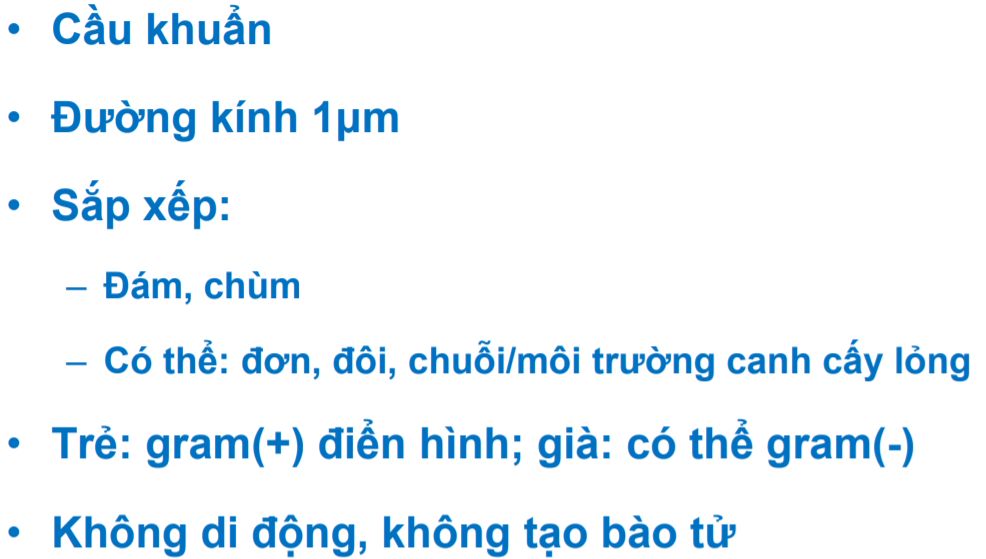 • Cầu khuẩn
• Đường kính 1µm
• Sắp xếp:
– Đám, chùm
– Có thể: đơn, đôi, chuỗi/môi trường canh cấy lỏng
• Trẻ: gram(+) điển hình; già: có thể gram(-)
• Không di động, không tạo bào tử